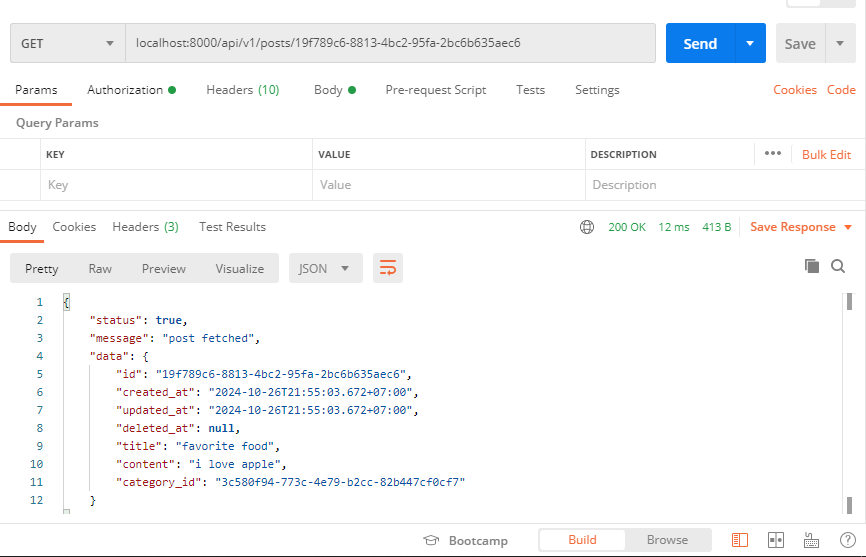 GET localhost:8000/api/v1/posts/19f789c6-8813-4bc2-95fa-2bc6b635aec6 Send Save
Params Authorization Headers (10) Body Pre-request Script Tests Settings Cookies Code
Query Params
KEY VALUE DESCRIPTION ••• Bulk Edit
Key Value Description
Body Cookies Headers (3) Test Results 200 OK 12 ms 413 B Save Response
Pretty Raw Preview Visualize JSON
1 {
2 "status": true,
3 "message": "post fetched",
4 "data": {
5 "id": "19f789c6-8813-4bc2-95fa-2bc6b635aec6",
6 "created_at": "2024-10-26T21:55:03.672+07:00",
7 "updated_at": "2024-10-26T21:55:03.672+07:00",
8 "deleted_at": null,
9 "title": "favorite food",
10 "content": "i love apple",
11 "category_id": "3c580f94-773c-4e79-b2cc-82b447cf0cf7"
12 }
Bootcamp Build Browse ?